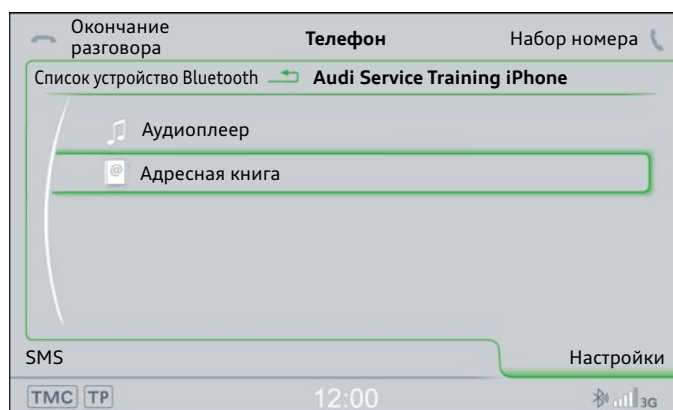 Окончание
разговора
Телефон
Набор номера
Список устройство Bluetooth
Audi Service Training iPhone
Аудиоплеер
@
Адресная книга
SMS
Настройки
TMC TP
12:00
3G